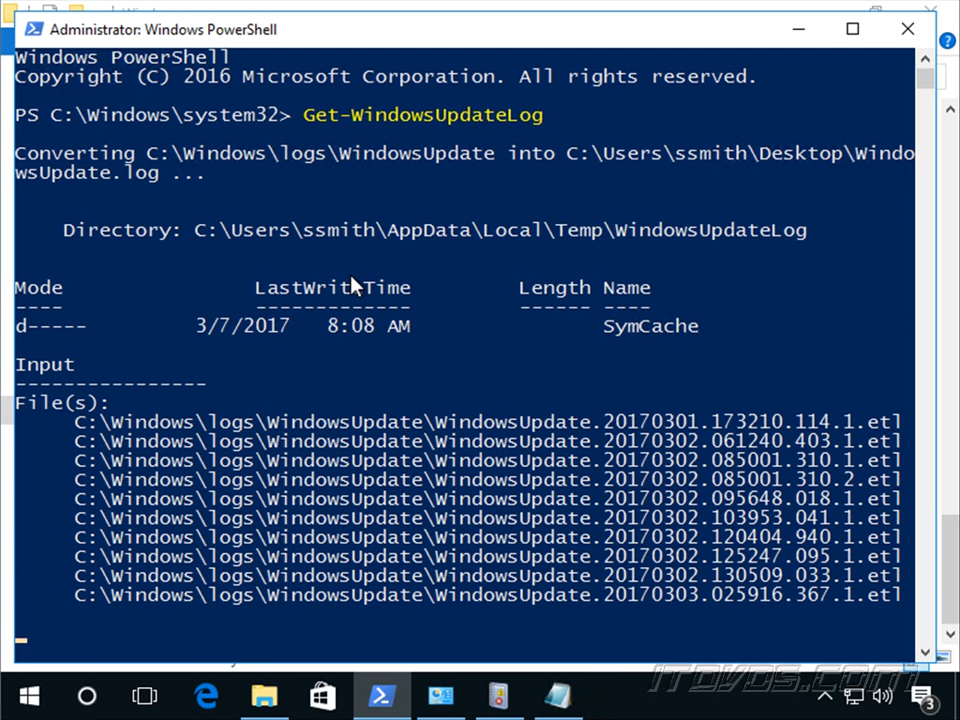 Administrator: Windows PowerShell
Windows PowerShell
Copyright (C) 2016 Microsoft Corporation. All rights reserved.
PS C:\Windows\system32> Get-WindowsUpdateLog
Converting C:\Windows\logs\WindowsUpdate into C:\Users\ssmith\Desktop\Windo
wsUpdate.log ...
Directory: C:\Users\ssmith\AppData\Local\Temp\WindowsUpdateLog
Mode LastWriteTime Length Name
---- ------------- ------ ----
d----- 3/7/2017 8:08 AM SymCache
Input
----------------
File(s):
C:\Windows\logs\WindowsUpdate\WindowsUpdate.20170301.173210.114.1.etl
C:\Windows\logs\WindowsUpdate\WindowsUpdate.20170302.061240.403.1.etl
C:\Windows\logs\WindowsUpdate\WindowsUpdate.20170302.085001.310.1.etl
C:\Windows\logs\WindowsUpdate\WindowsUpdate.20170302.085001.310.2.etl
C:\Windows\logs\WindowsUpdate\WindowsUpdate.20170302.095648.018.1.etl
C:\Windows\logs\WindowsUpdate\WindowsUpdate.20170302.103953.041.1.etl
C:\Windows\logs\WindowsUpdate\WindowsUpdate.20170302.120404.940.1.etl
C:\Windows\logs\WindowsUpdate\WindowsUpdate.20170302.125247.095.1.etl
C:\Windows\logs\WindowsUpdate\WindowsUpdate.20170302.130509.033.1.etl
C:\Windows\logs\WindowsUpdate\WindowsUpdate.20170303.025916.367.1.etl
ITdvds.com
3